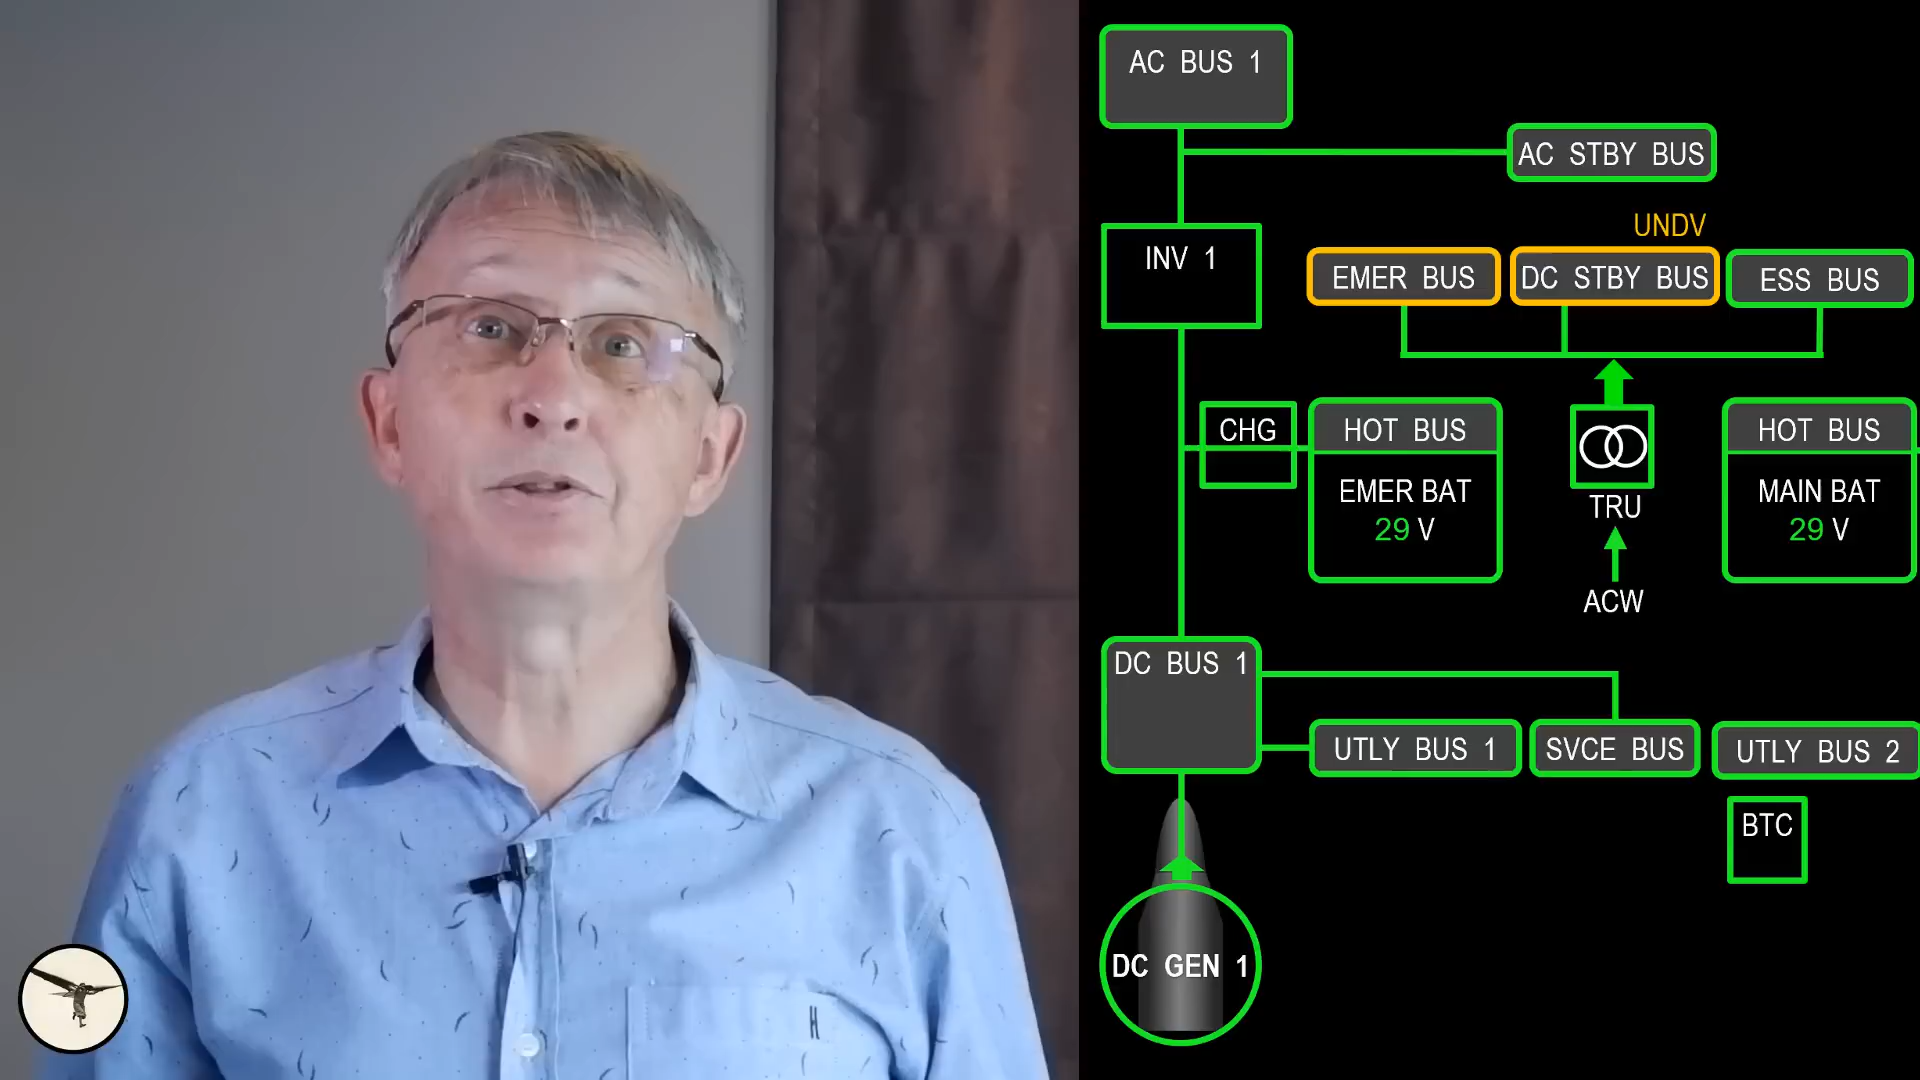 AC BUS 1
AC STBY BUS
UNDV
INV 1
EMER BUS
DC STBY BUS
ESS BUS
CHG
HOT BUS
HOT BUS
EMER BAT
29 V
TRU
MAIN BAT
29 V
ACW
DC BUS 1
UTLY BUS 1
SVCE BUS
UTLY BUS 2
BTC
DC GEN 1
H